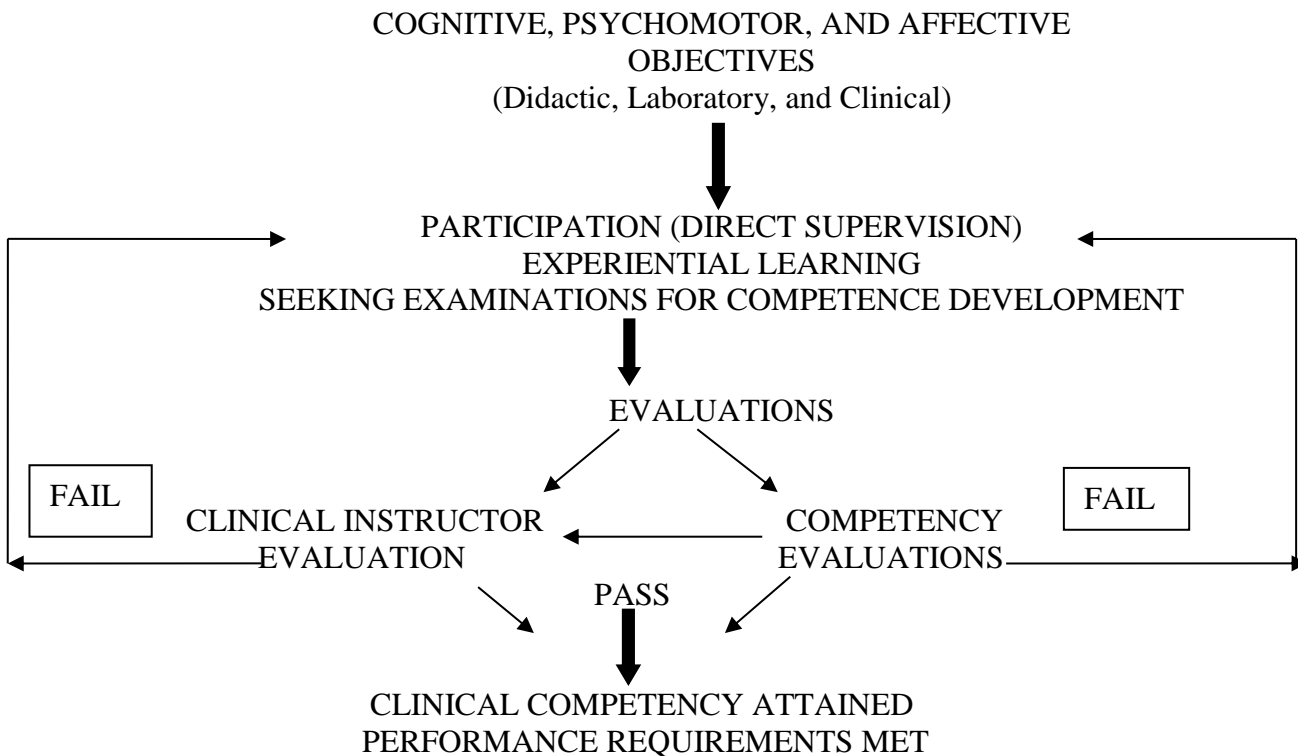 COGNITIVE, PSYCHOMOTOR, AND AFFECTIVE
OBJECTIVES
(Didactic, Laboratory, and Clinical)
PARTICIPATION (DIRECT SUPERVISION)
EXPERIENTIAL LEARNING
SEEKING EXAMINATIONS FOR COMPETENCE DEVELOPMENT
EVALUATIONS
FAIL
FAIL
CLINICAL INSTRUCTOR
EVALUATION
COMPETENCY
EVALUATIONS
PASS
CLINICAL COMPETENCY ATTAINED
PERFORMANCE REQUIREMENTS MET